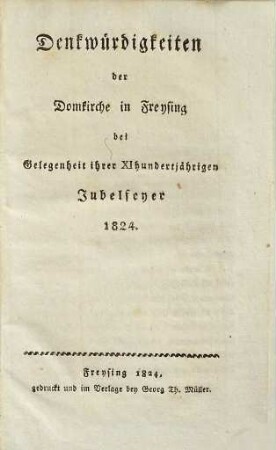 Denkwürdigkeiten
der
Domkirche in Freysing
bei
Gelegenheit ihrer XIhundertjährigen
Jubelfeyer
1824.
Freysing 1824,
gedruckt und im Verlage bey Georg Th. Müller.